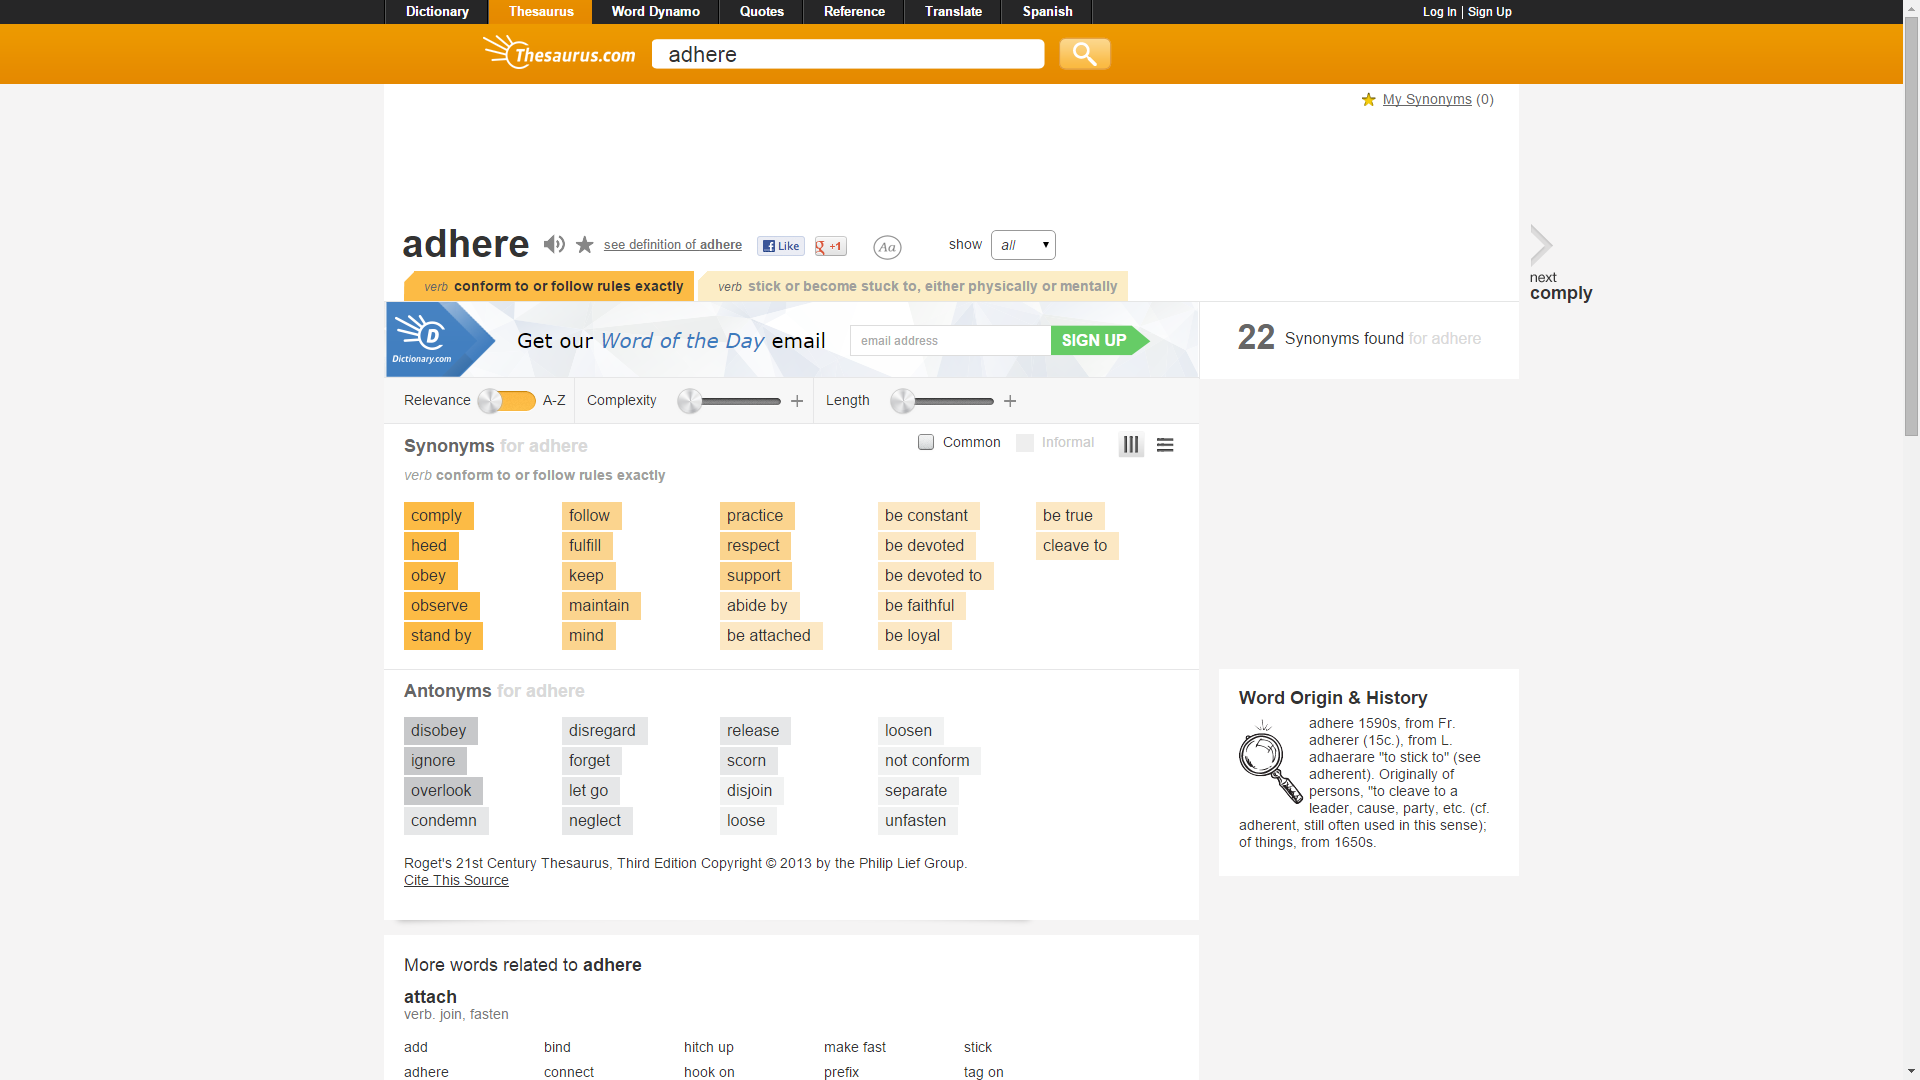 Dictionary Thesaurus Word Dynamo Quotes Reference Translate Spanish Log In | Sign Up
Thesaurus.com adhere
My Synonyms (0)
adhere see definition of adhere Like +1 Aa show all
next
comply
verb conform to or follow rules exactly verb stick or become stuck to, either physically or mentally
D Dictionary.com Get our Word of the Day email email address SIGN UP
22 Synonyms found for adhere
Relevance A-Z Complexity + Length +
Synonyms for adhere Common Informal
verb conform to or follow rules exactly
comply follow practice be constant be true
heed fulfill respect be devoted cleave to
obey keep support be devoted to
observe maintain abide by be faithful
stand by mind be attached be loyal
Antonyms for adhere
disobey disregard release loosen
ignore forget scorn not conform
overlook let go disjoin separate
condemn neglect loose unfasten
Roget's 21st Century Thesaurus, Third Edition Copyright © 2013 by the Philip Lief Group.
Cite This Source
Word Origin & History
adhere 1590s, from Fr.
adherer (15c.), from L.
adhaerare "to stick to" (see
adherent). Originally of
persons, "to cleave to a
leader, cause, party, etc. (cf.
adherent, still often used in this sense);
of things, from 1650s.
More words related to adhere
attach
verb. join, fasten
add bind hitch up make fast stick
adhere connect hook on prefix tag on